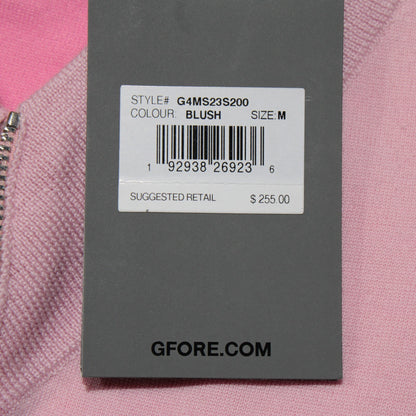 STYLE# G4MS23S200
COLOUR: BLUSH SIZE: M
1 92938 26923 6
SUGGESTED RETAIL $ 255.00
GFORE.COM